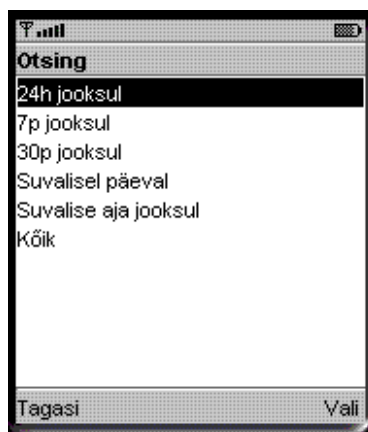 Otsing
24h jooksul
7p jooksul
30p jooksul
Suvalisel päeval
Suvalise aja jooksul
Kõik
Tagasi Vali